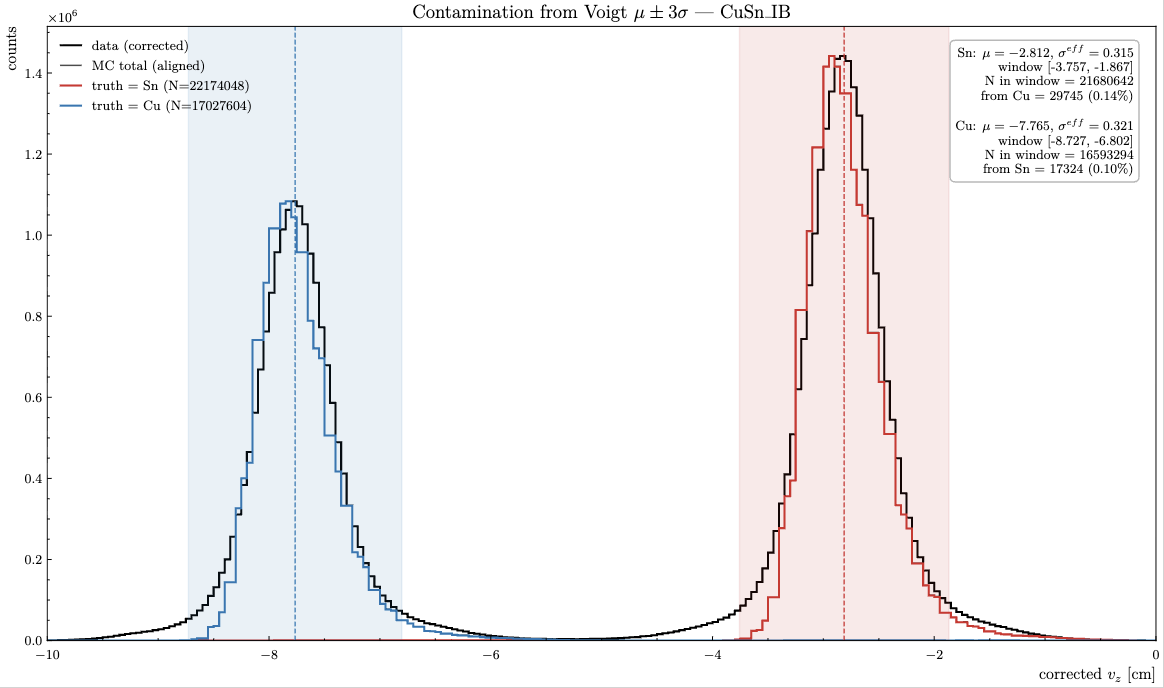 Contamination from Voigt μ ± 3σ — CuSn_IB
×10⁶
counts
data (corrected)
MC total (aligned)
truth = Sn (N=22174048)
truth = Cu (N=17027604)
Sn: μ = −2.812, σ^eff = 0.315
window [-3.757, -1.867]
N in window = 21680642
from Cu = 29745 (0.14%)
Cu: μ = −7.765, σ^eff = 0.321
window [-8.727, -6.802]
N in window = 16593294
from Sn = 17324 (0.10%)
1.4
1.2
1.0
0.8
0.6
0.4
0.2
0.0
−10
−8
−6
−4
−2
0
corrected v_z [cm]